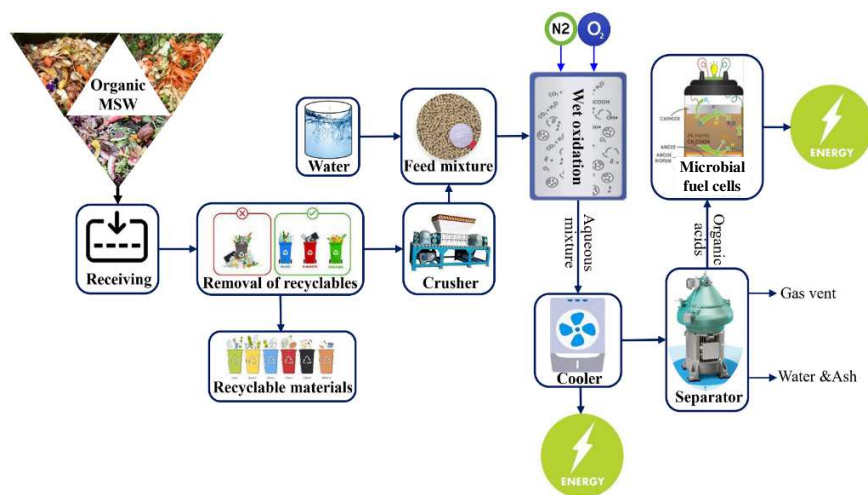 Organic
MSW
Receiving
Removal of recyclables
Recyclable materials
Crusher
Water
Feed mixture
N2
O2
Wet oxidation
Aqueous
mixture
Cooler
ENERGY
Separator
Gas vent
Water &Ash
Organic
acids
CATHODE
ANODE
Microbial
fuel cells
ENERGY